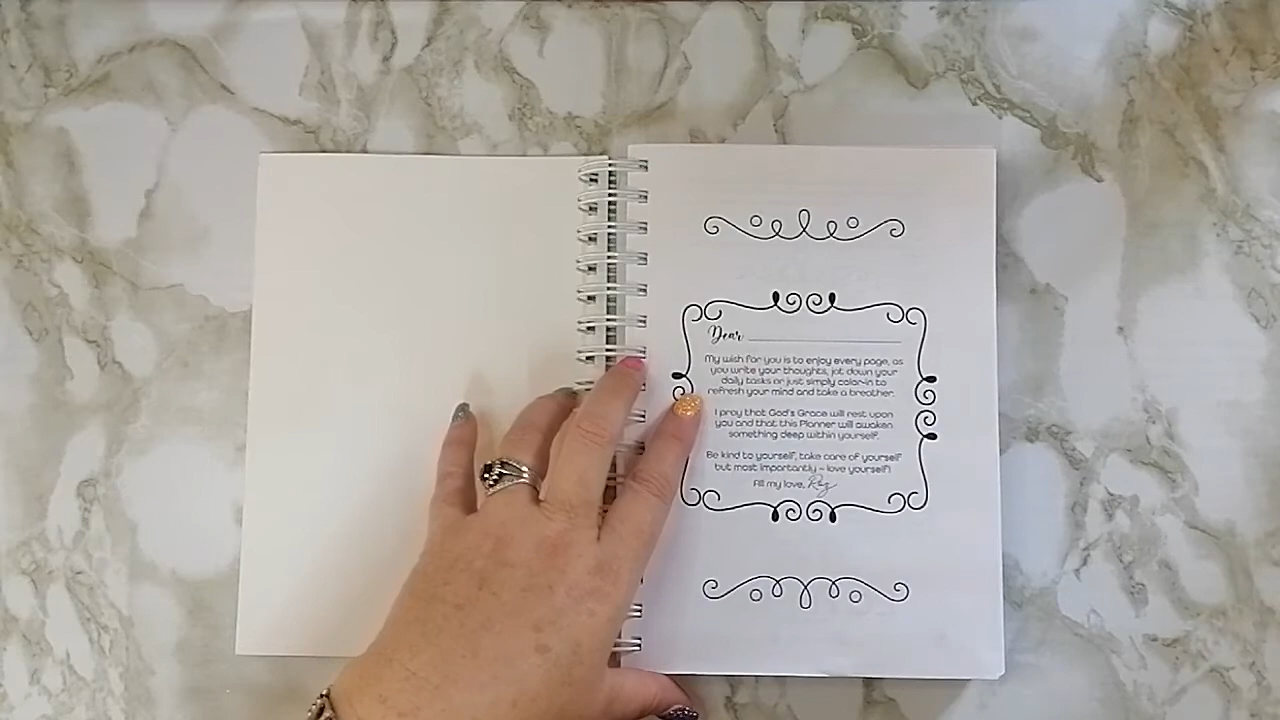 Dear
My wish for you is to enjoy every page, as
you write your thoughts, jot down your
daily tasks or just simply color-in to
refresh your mind and take a breather.
I pray that God's Grace will rest upon
you and that this Planner will awaken
something deep within yourself.
Be kind to yourself, take care of yourself
but most importantly ~ love yourself!
All my love, Raz